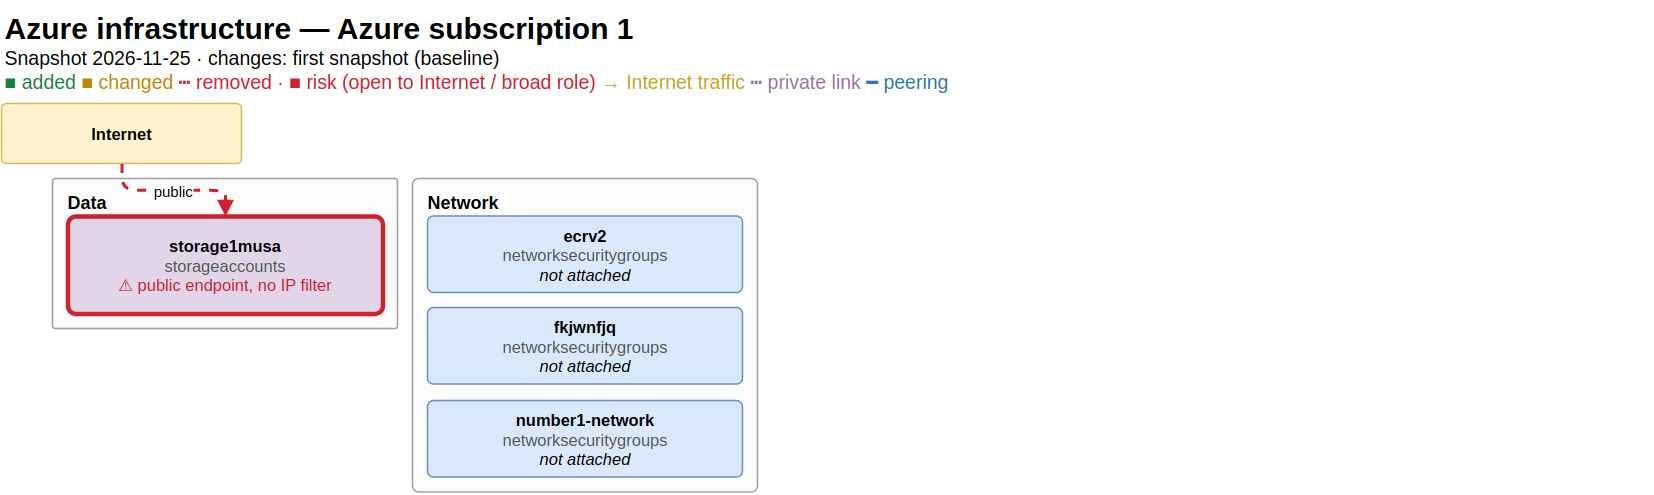 Azure infrastructure — Azure subscription 1
Snapshot 2026-11-25 · changes: first snapshot (baseline)
■ added ■ changed ┅ removed · ■ risk (open to Internet / broad role) → Internet traffic ┅ private link ━ peering
Internet
public
Data
storage1musa
storageaccounts
⚠ public endpoint, no IP filter
Network
ecrv2
networksecuritygroups
not attached
fkjwnfjq
networksecuritygroups
not attached
number1-network
networksecuritygroups
not attached